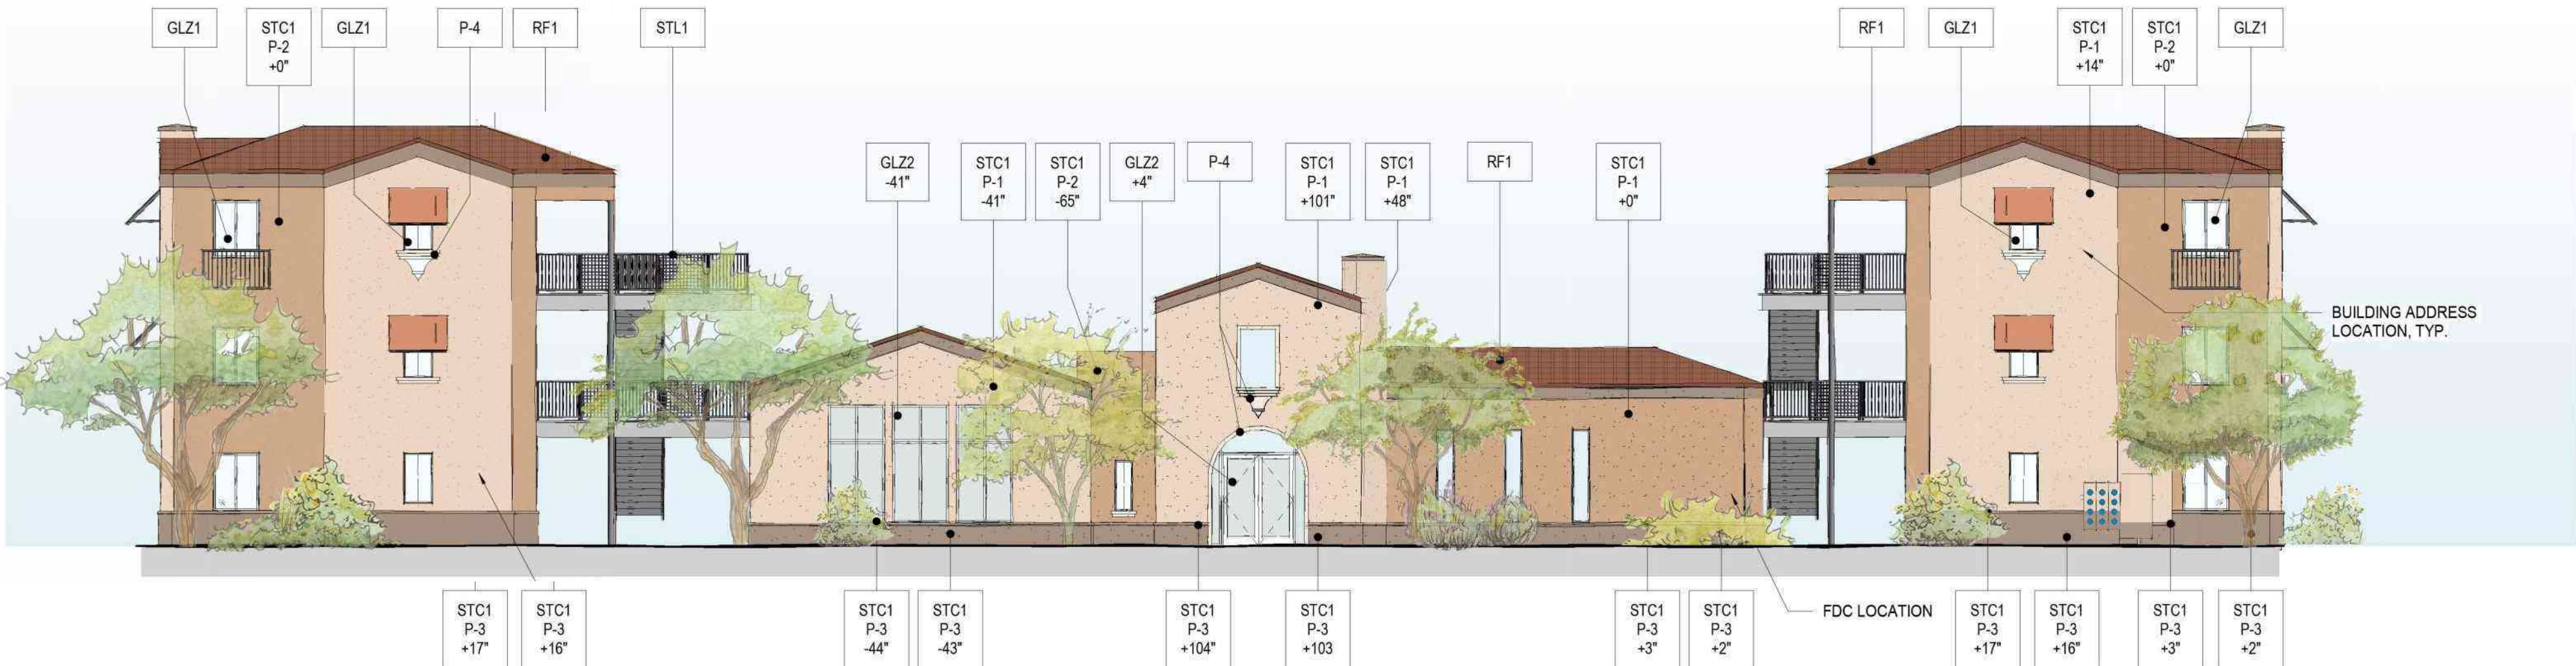 GLZ1
STC1
P-2
+0"
GLZ1
P-4
RF1
STL1
RF1
GLZ1
STC1
P-1
+14"
STC1
P-2
+0"
GLZ1
GLZ2
-41"
STC1
P-1
-41"
STC1
P-2
-65"
GLZ2
+4"
P-4
STC1
P-1
+101"
STC1
P-1
+48"
RF1
STC1
P-1
+0"
BUILDING ADDRESS
LOCATION, TYP.
STC1
P-3
+17"
STC1
P-3
+16"
STC1
P-3
-44"
STC1
P-3
-43"
STC1
P-3
+104"
STC1
P-3
+103
STC1
P-3
+3"
STC1
P-3
+2"
FDC LOCATION
STC1
P-3
+17"
STC1
P-3
+16"
STC1
P-3
+3"
STC1
P-3
+2"